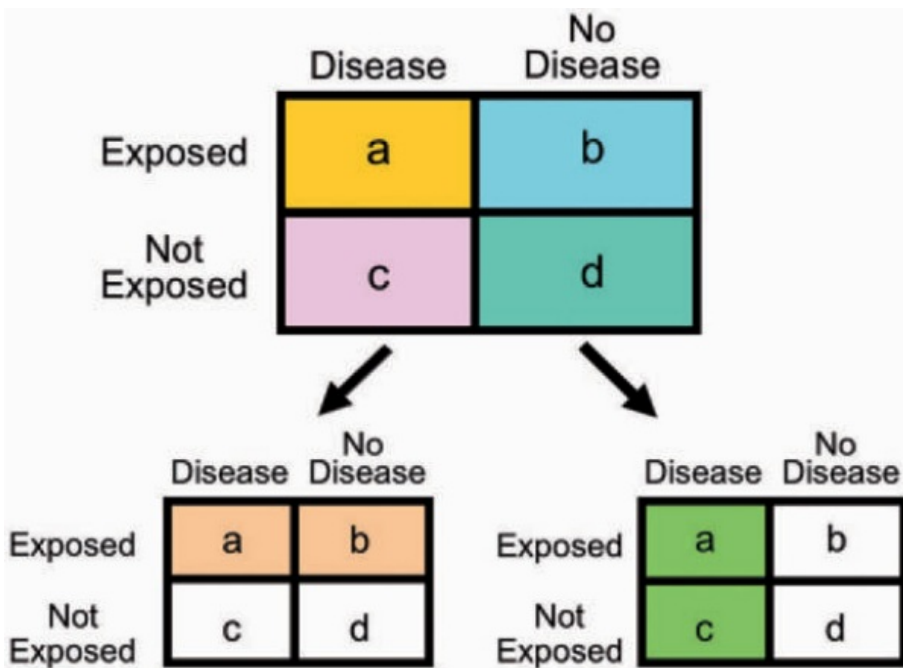 No
Disease Disease
Exposed a b
Not
Exposed c d
No No
Disease Disease Disease Disease
Exposed a b Exposed a b
Not Not
Exposed c d Exposed c d